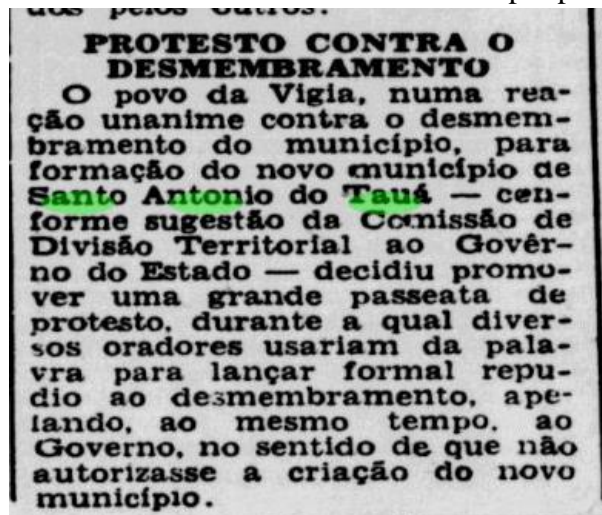 dos pelos outros.
PROTESTO CONTRA O
DESMEMBRAMENTO
O povo da Vigia, numa rea-
ção unanime contra o desmem-
bramento do município, para
formação do novo município de
Santo Antonio do Tauá — con-
forme sugestão da Comissão de
Divisão Territorial ao Govêr-
no do Estado — decidiu promo-
ver uma grande passeata de
protesto, durante a qual diver-
sos oradores usariam da pala-
vra para lançar formal repu-
dio ao desmembramento, ape-
lando, ao mesmo tempo, ao
Governo, no sentido de que não
autorizasse a criação do novo
município.